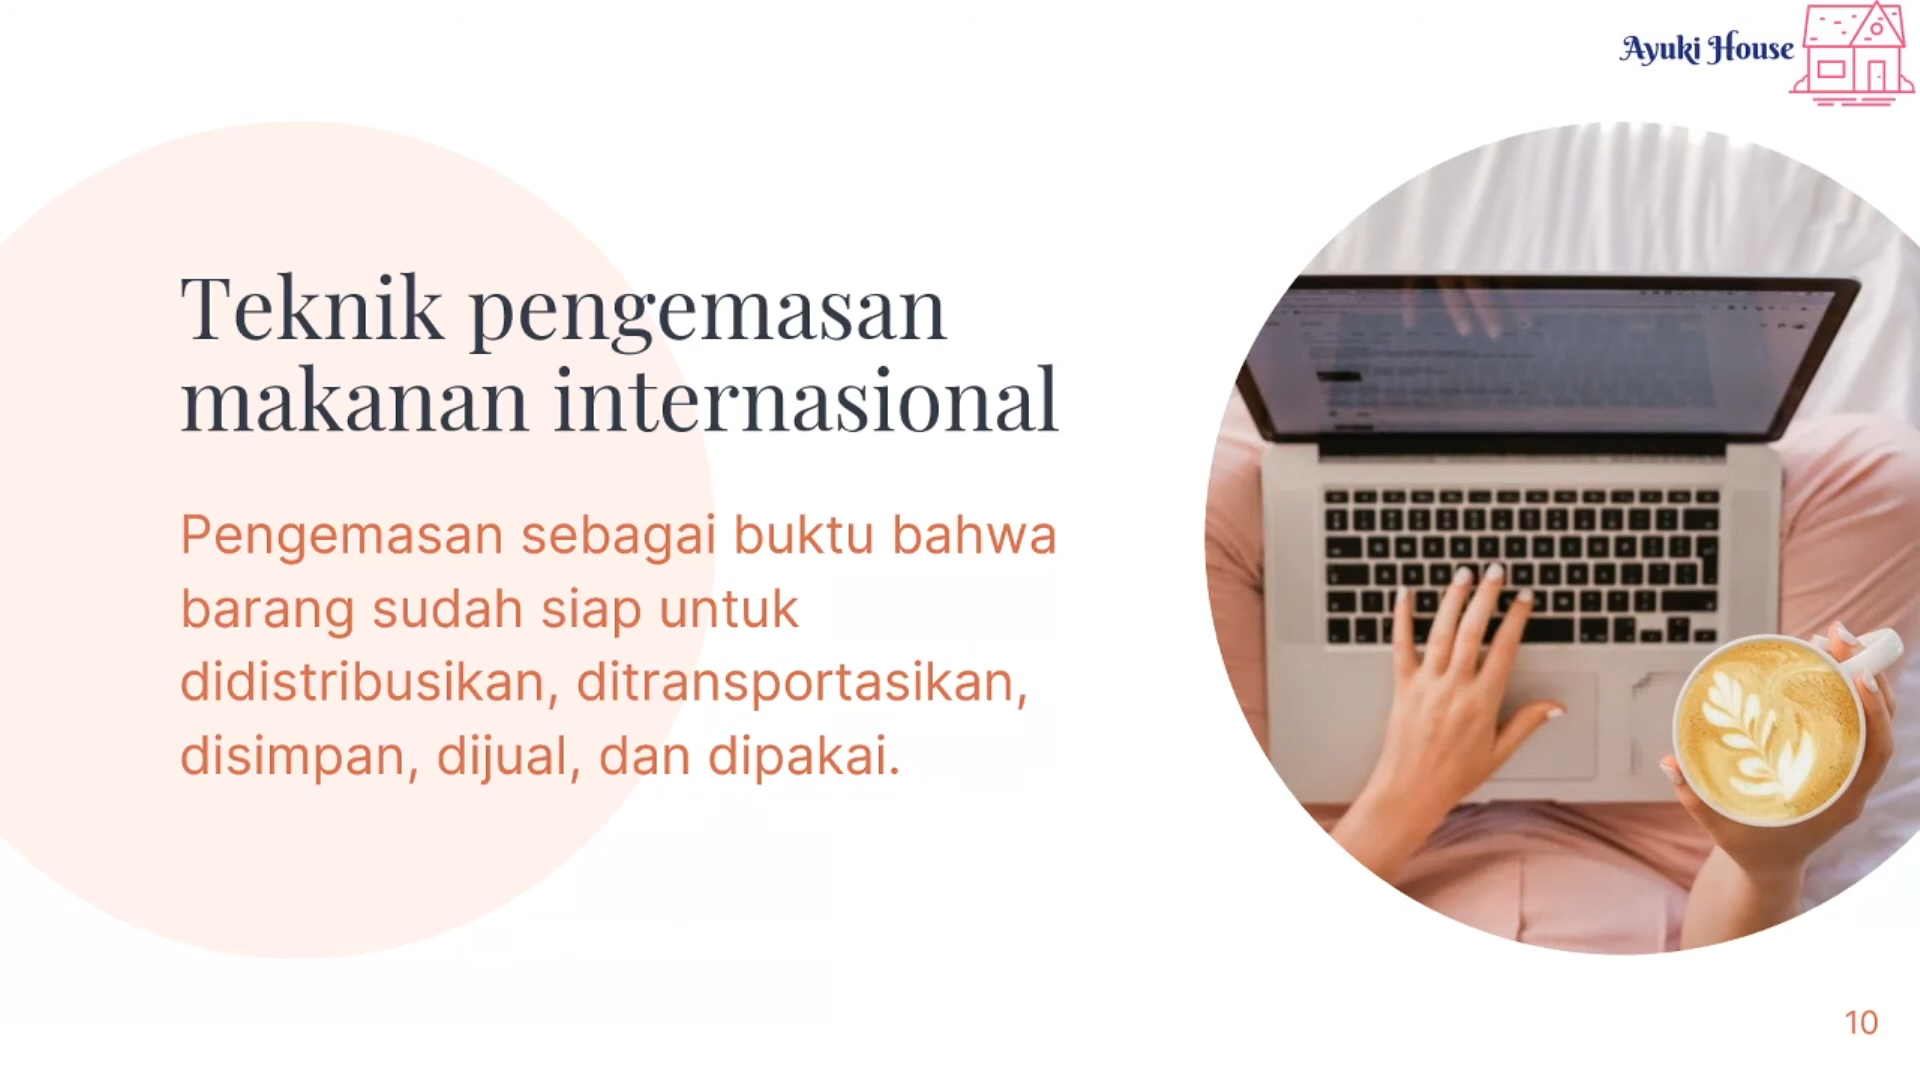 Ayuki House
Teknik pengemasan
makanan internasional
Pengemasan sebagai buktu bahwa
barang sudah siap untuk
didistribusikan, ditransportasikan,
disimpan, dijual, dan dipakai.
10